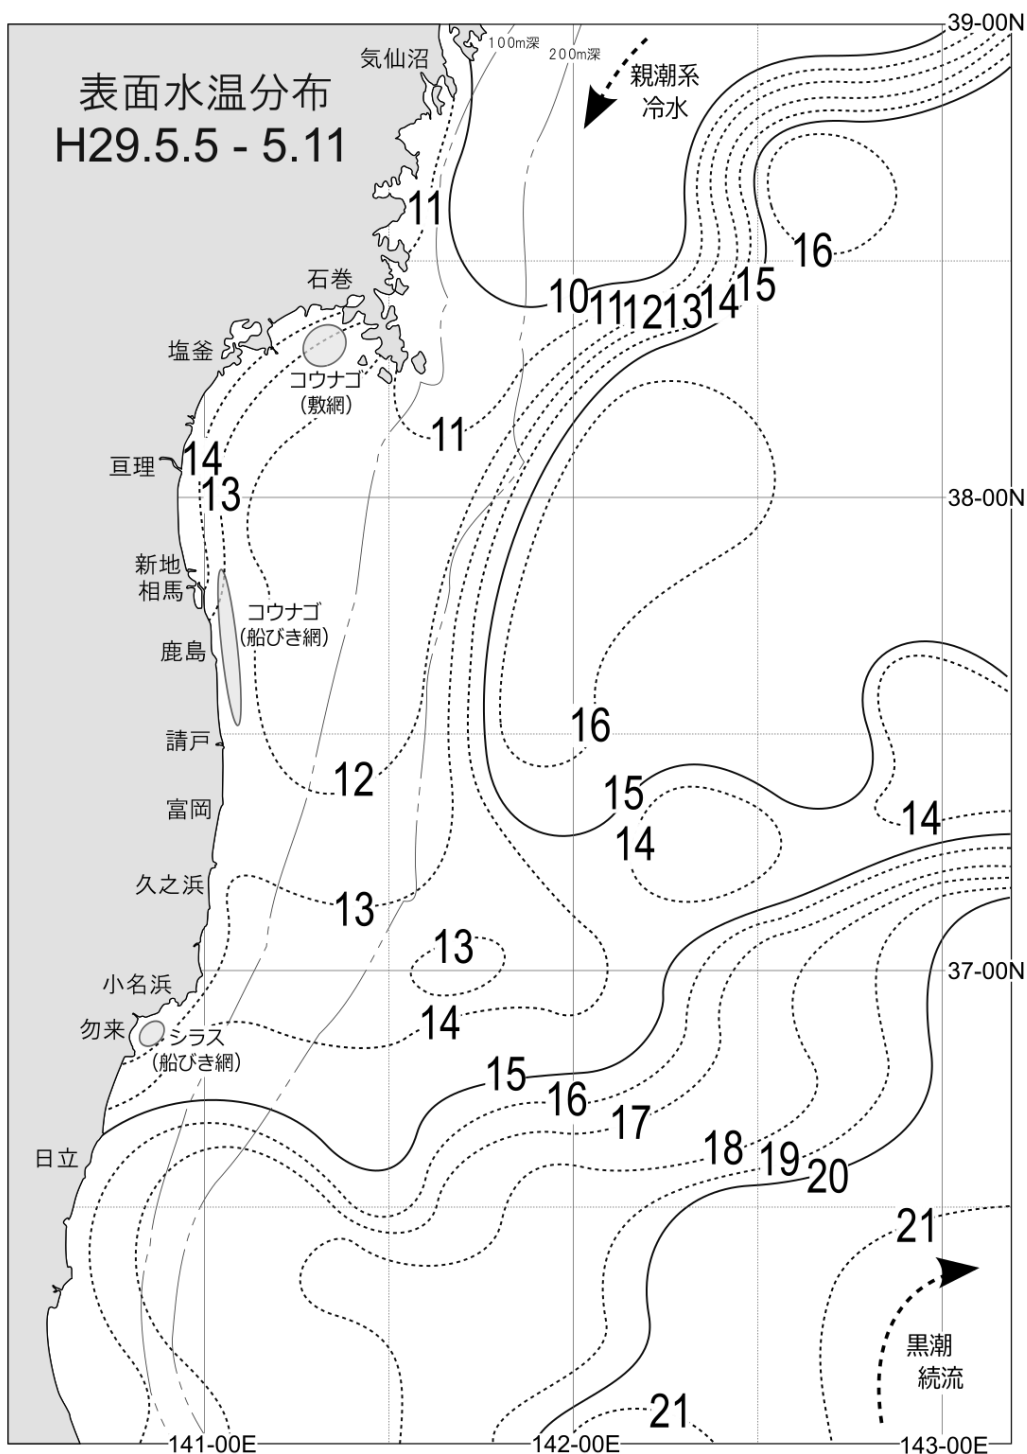 39-00N
100m深
200m深
気仙沼
表面水温分布
H29.5.5 - 5.11
親潮系
冷水
11
16
石巻
10
11
12
13
14
15
塩釜
コウナゴ
(敷網)
11
亘理
14
13
38-00N
新地
相馬
コウナゴ
(船びき網)
鹿島
請戸
16
12
15
富岡
14
14
久之浜
13
13
37-00N
小名浜
勿来
シラス
(船びき網)
14
15
16
17
日立
18
19
20
21
黒潮
続流
21
141-00E
142-00E
143-00E